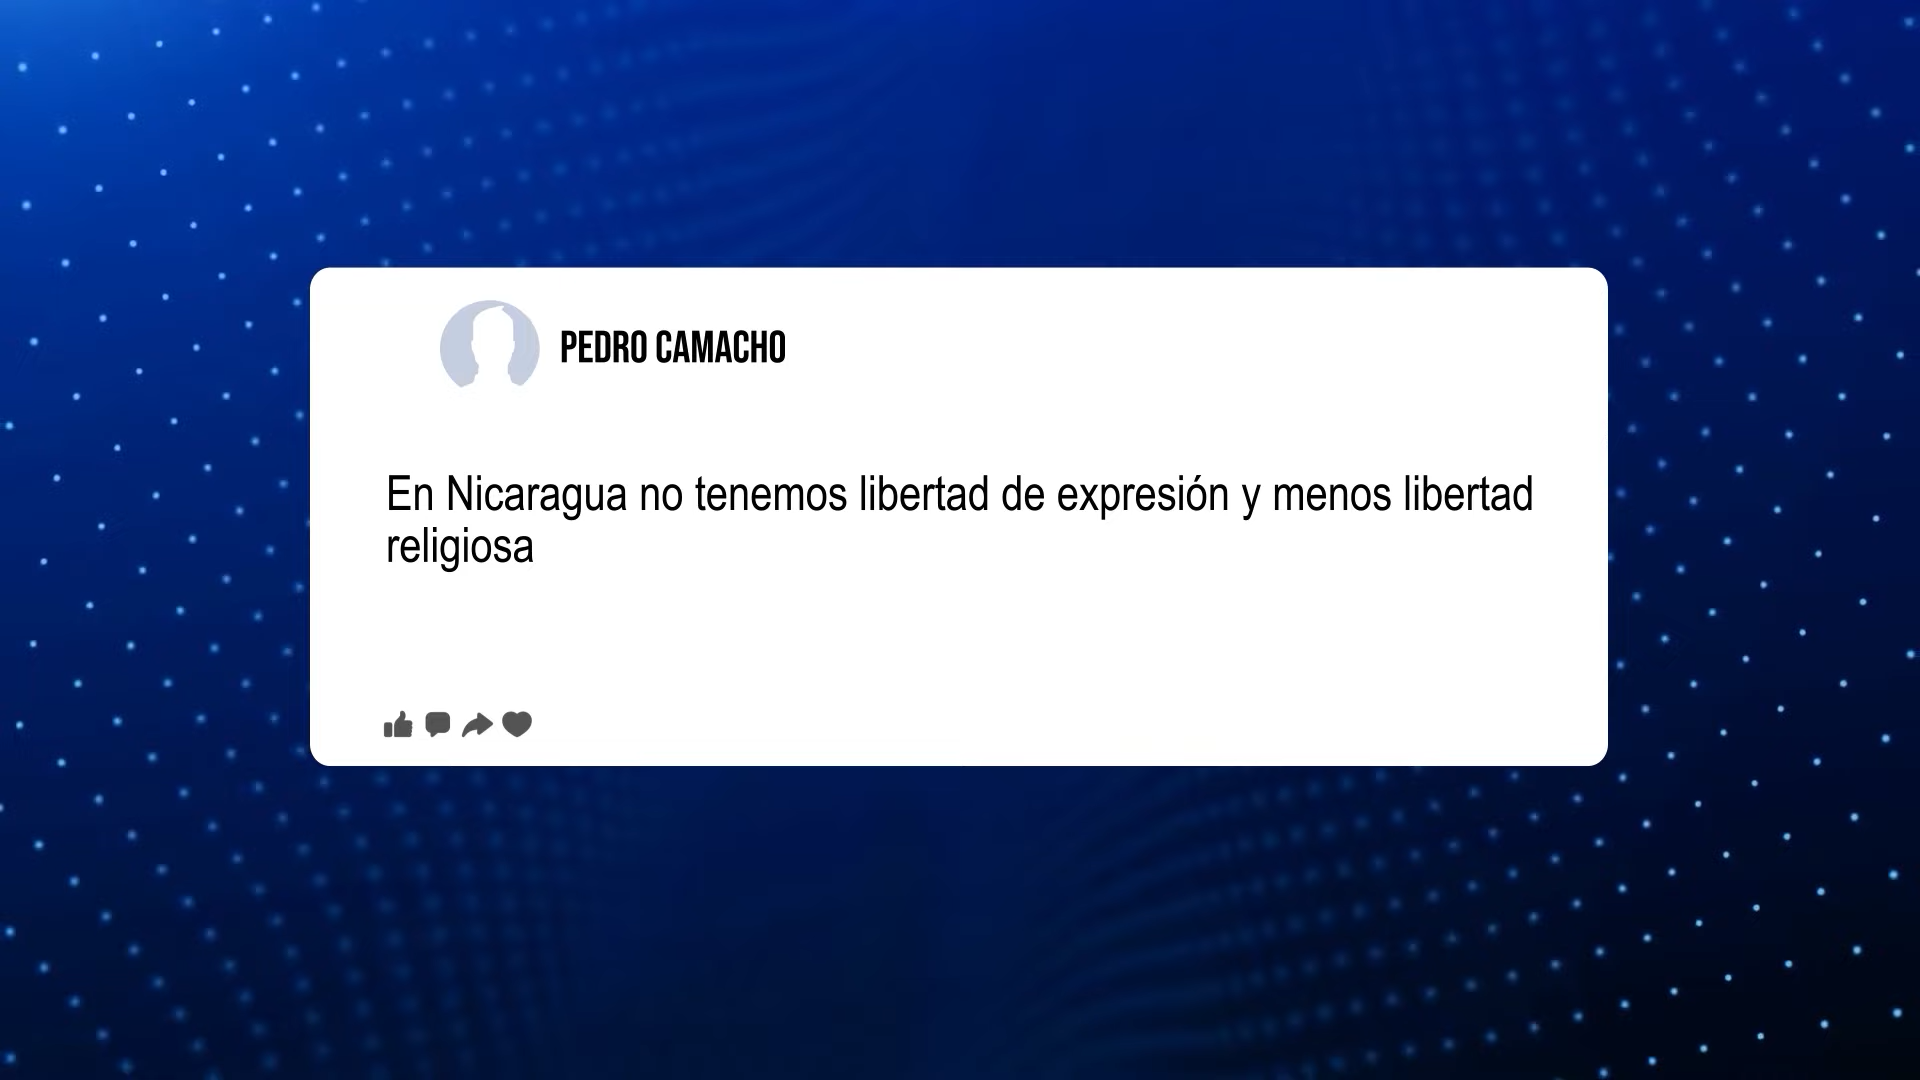 PEDRO CAMACHO
En Nicaragua no tenemos libertad de expresión y menos libertad
religiosa